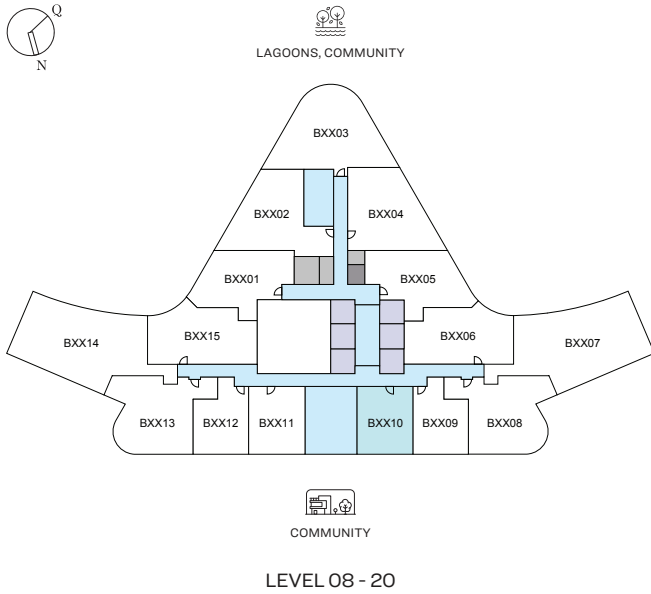 Q
N
LAGOONS, COMMUNITY
BXX03
BXX02
BXX04
BXX01
BXX05
BXX14
BXX15
BXX06
BXX07
BXX13
BXX12
BXX11
BXX10
BXX09
BXX08
COMMUNITY
LEVEL 08 - 20